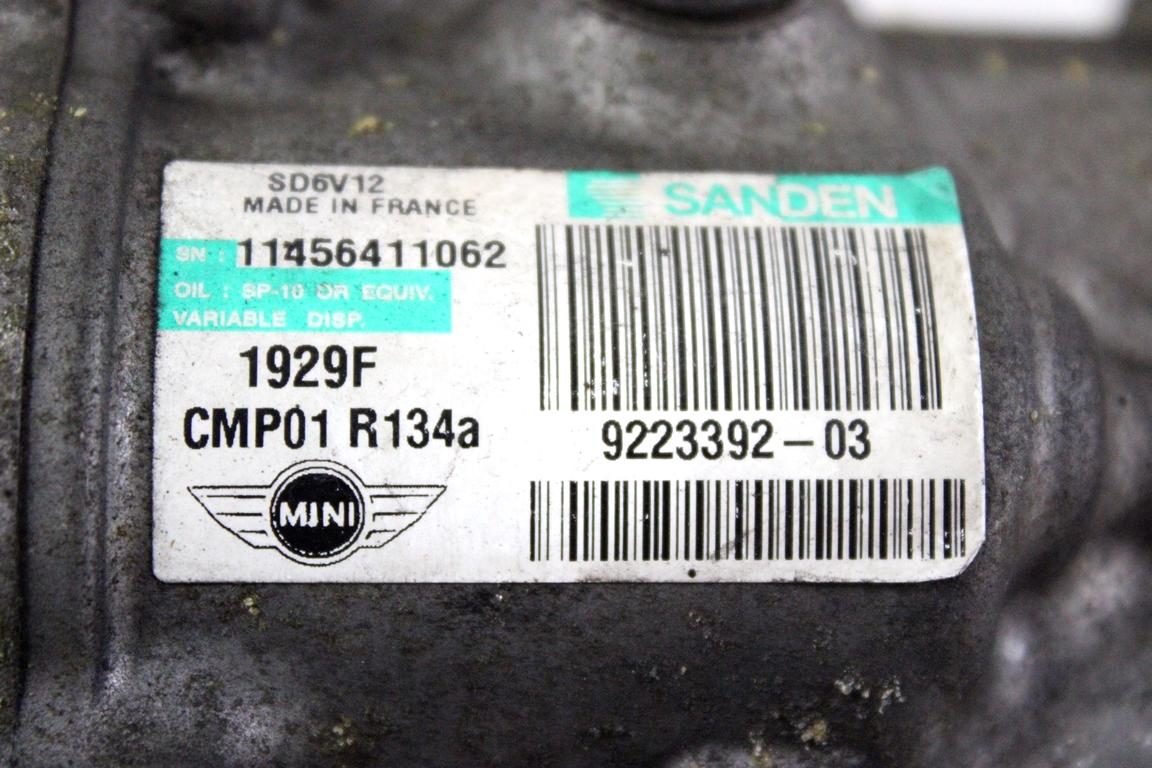 SD6V12
MADE IN FRANCE
SANDEN
SN : 11456411062
OIL : SP-10 OR EQUIV.
VARIABLE DISP.
1929F
CMP01 R134a
9223392-03
MINI